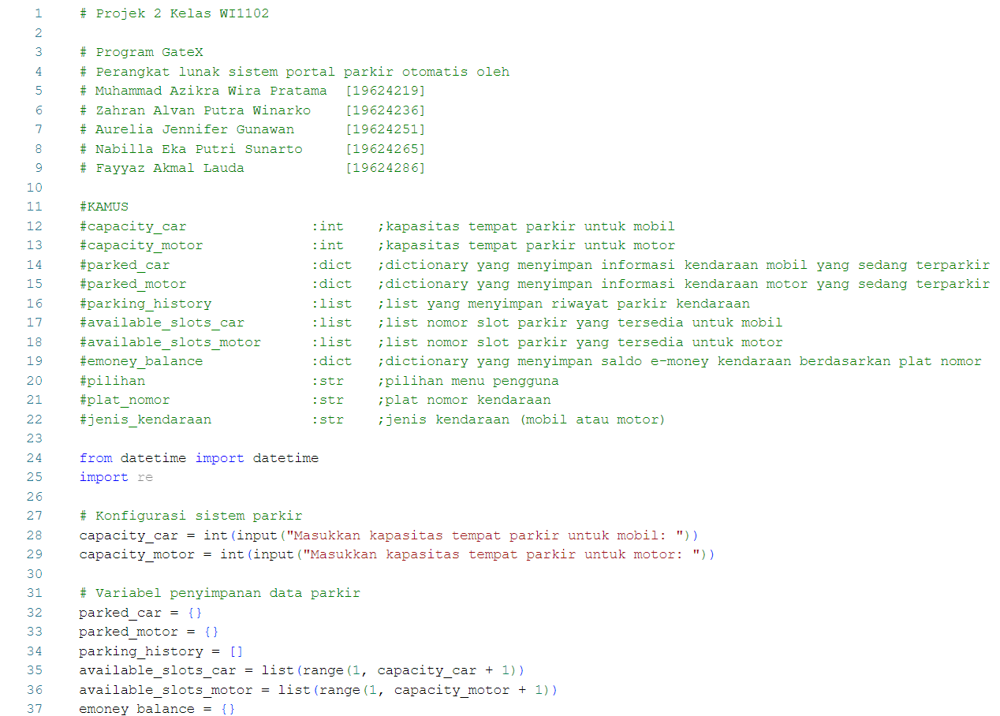 1 # Projek 2 Kelas WI1102
2
3 # Program GateX
4 # Perangkat lunak sistem portal parkir otomatis oleh
5 # Muhammad Azikra Wira Pratama [19624219]
6 # Zahran Alvan Putra Winarko [19624236]
7 # Aurelia Jennifer Gunawan [19624251]
8 # Nabilla Eka Putri Sunarto [19624265]
9 # Fayyaz Akmal Lauda [19624286]
10
11 #KAMUS
12 #capacity_car :int ;kapasitas tempat parkir untuk mobil
13 #capacity_motor :int ;kapasitas tempat parkir untuk motor
14 #parked_car :dict ;dictionary yang menyimpan informasi kendaraan mobil yang sedang terparkir
15 #parked_motor :dict ;dictionary yang menyimpan informasi kendaraan motor yang sedang terparkir
16 #parking_history :list ;list yang menyimpan riwayat parkir kendaraan
17 #available_slots_car :list ;list nomor slot parkir yang tersedia untuk mobil
18 #available_slots_motor :list ;list nomor slot parkir yang tersedia untuk motor
19 #emoney_balance :dict ;dictionary yang menyimpan saldo e-money kendaraan berdasarkan plat nomor
20 #pilihan :str ;pilihan menu pengguna
21 #plat_nomor :str ;plat nomor kendaraan
22 #jenis_kendaraan :str ;jenis kendaraan (mobil atau motor)
23
24 from datetime import datetime
25 import re
26
27 # Konfigurasi sistem parkir
28 capacity_car = int(input("Masukkan kapasitas tempat parkir untuk mobil: "))
29 capacity_motor = int(input("Masukkan kapasitas tempat parkir untuk motor: "))
30
31 # Variabel penyimpanan data parkir
32 parked_car = {}
33 parked_motor = {}
34 parking_history = []
35 available_slots_car = list(range(1, capacity_car + 1))
36 available_slots_motor = list(range(1, capacity_motor + 1))
37 emoney_balance = {}